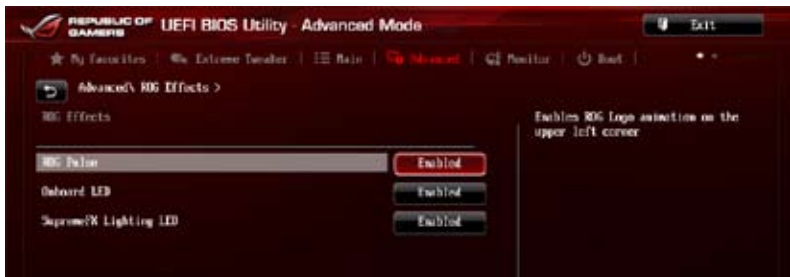 REPUBLIC OF GAMERS UEFI BIOS Utility - Advanced Mode Exit
My Favorites | Extreme Tweaker | Main | Advanced | Monitor | Boot |
Advanced\ ROG Effects >
ROG Effects
Enables ROG Logo animation on the upper left corner
ROG Pulse Enabled
Onboard LED Enabled
SupremeFX Lighting LED Enabled